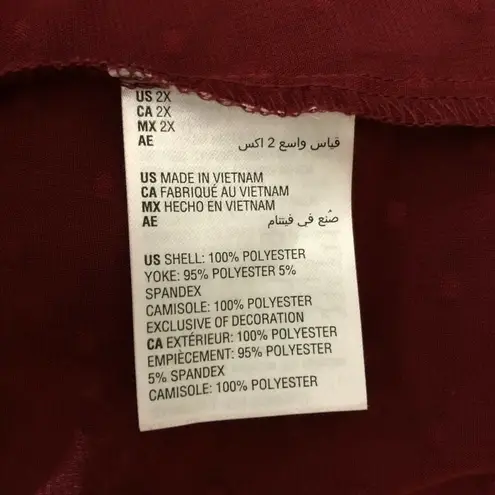 US 2X
CA 2X
MX 2X
AE قياس واسع 2 اكس
US MADE IN VIETNAM
CA FABRIQUÉ AU VIETNAM
MX HECHO EN VIETNAM
AE صُنع في فيتنام
US SHELL: 100% POLYESTER
YOKE: 95% POLYESTER 5%
SPANDEX
CAMISOLE: 100% POLYESTER
EXCLUSIVE OF DECORATION
CA EXTÉRIEUR: 100% POLYESTER
EMPIÈCEMENT: 95% POLYESTER
5% SPANDEX
CAMISOLE: 100% POLYESTER